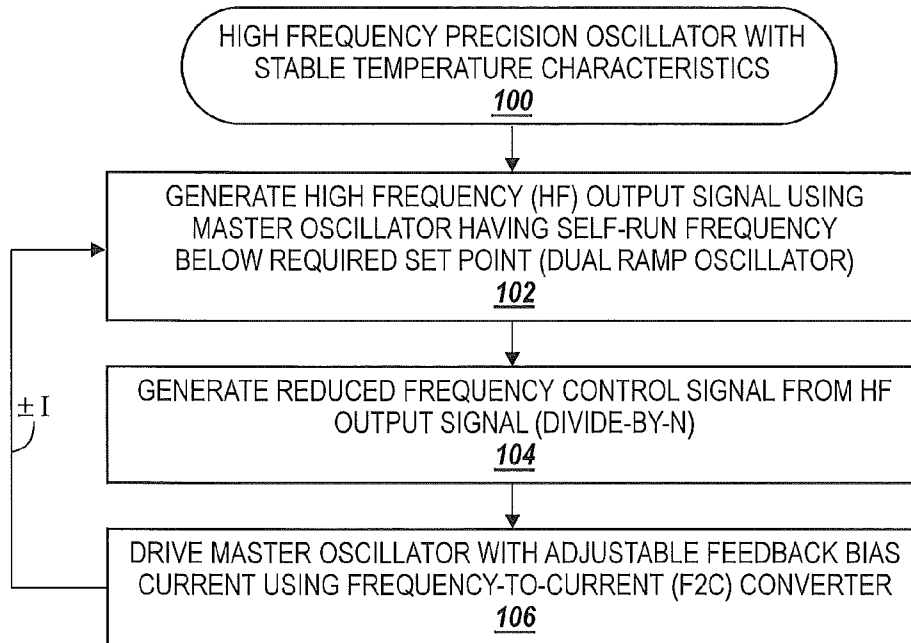 HIGH FREQUENCY PRECISION OSCILLATOR WITH
STABLE TEMPERATURE CHARACTERISTICS
100
GENERATE HIGH FREQUENCY (HF) OUTPUT SIGNAL USING
MASTER OSCILLATOR HAVING SELF-RUN FREQUENCY
BELOW REQUIRED SET POINT (DUAL RAMP OSCILLATOR)
102
GENERATE REDUCED FREQUENCY CONTROL SIGNAL FROM HF
OUTPUT SIGNAL (DIVIDE-BY-N)
104
± I
DRIVE MASTER OSCILLATOR WITH ADJUSTABLE FEEDBACK BIAS
CURRENT USING FREQUENCY-TO-CURRENT (F2C) CONVERTER
106